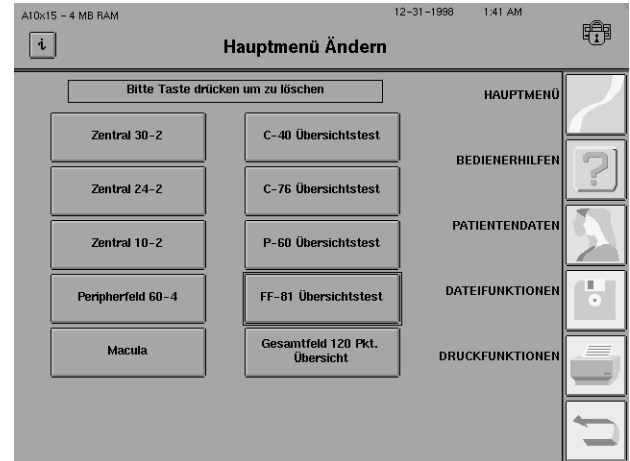 A10x15 - 4 MB RAM
12-31-1998 1:41 AM
i
Hauptmenü Ändern
Bitte Taste drücken um zu löschen
HAUPTMENÜ
Zentral 30-2
C-40 Übersichtstest
BEDIENERHILFEN
?
Zentral 24-2
C-76 Übersichtstest
Zentral 10-2
P-60 Übersichtstest
PATIENTENDATEN
Peripherfeld 60-4
FF-81 Übersichtstest
DATEIFUNKTIONEN
Macula
Gesamtfeld 120 Pkt.
Übersicht
DRUCKFUNKTIONEN